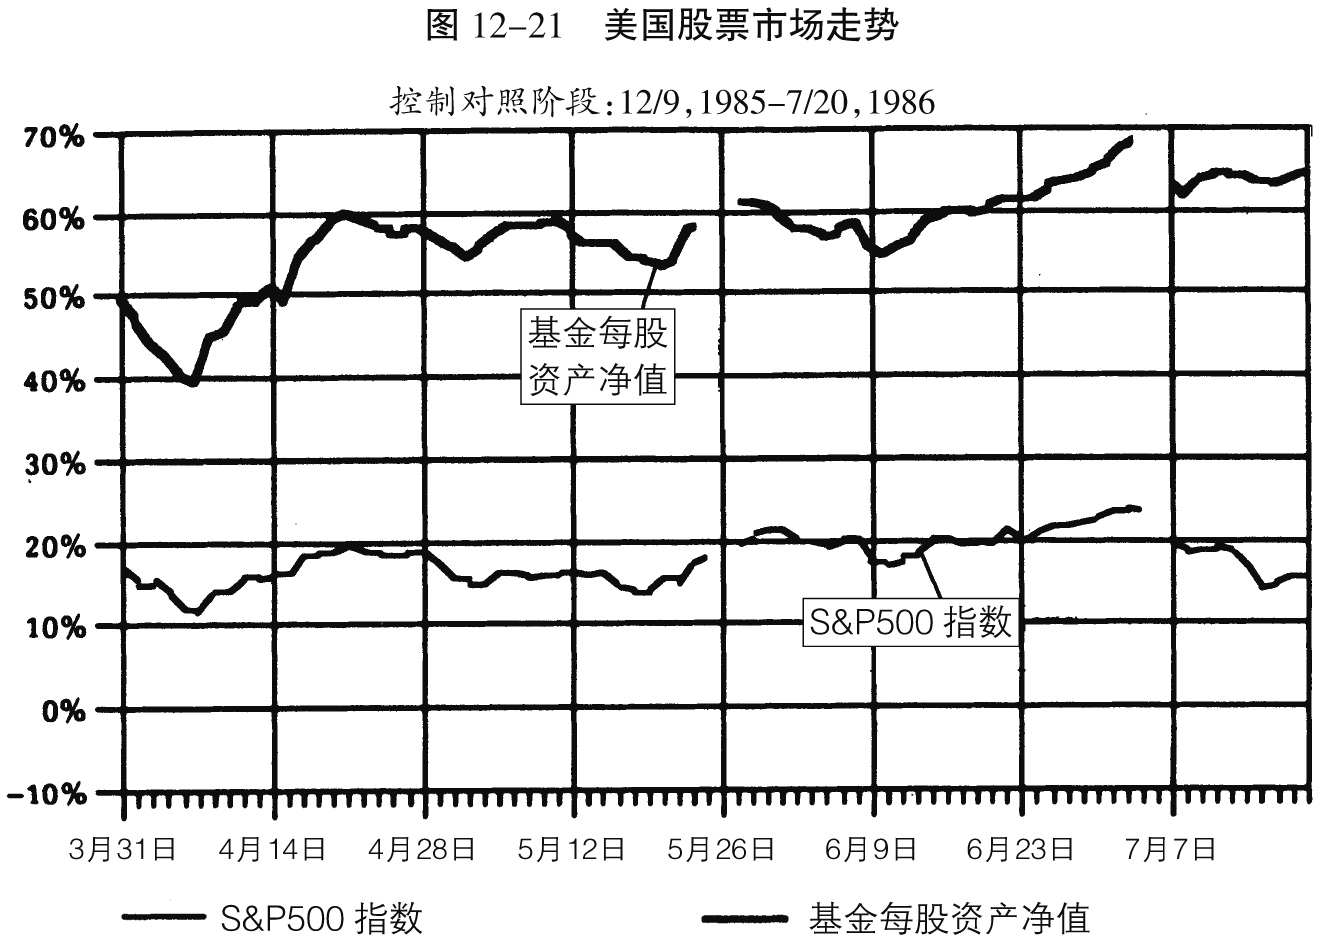 图 12–21 美国股票市场走势
控制对照阶段:12/9,1985–7/20,1986
70%
60%
50%
40%
30%
20%
10%
0%
-10%
基金每股
资产净值
S&P500 指数
3月31日 4月14日 4月28日 5月12日 5月26日 6月9日 6月23日 7月7日
S&P500 指数 基金每股资产净值